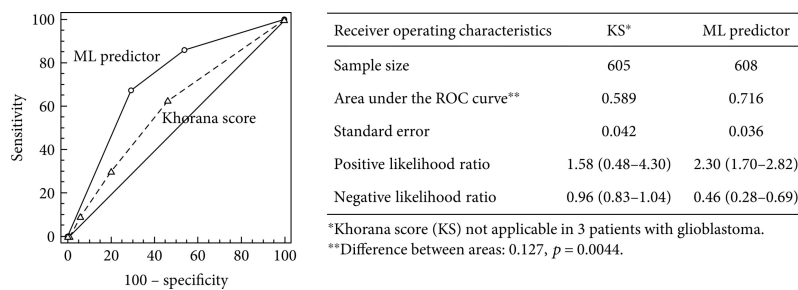 100
80
60
40
20
0
Sensitivity
ML predictor
Khorana score
0 20 40 60 80 100
100 – specificity
Receiver operating characteristics KS* ML predictor
Sample size 605 608
Area under the ROC curve** 0.589 0.716
Standard error 0.042 0.036
Positive likelihood ratio 1.58 (0.48–4.30) 2.30 (1.70–2.82)
Negative likelihood ratio 0.96 (0.83–1.04) 0.46 (0.28–0.69)
*Khorana score (KS) not applicable in 3 patients with glioblastoma.
**Difference between areas: 0.127, p = 0.0044.